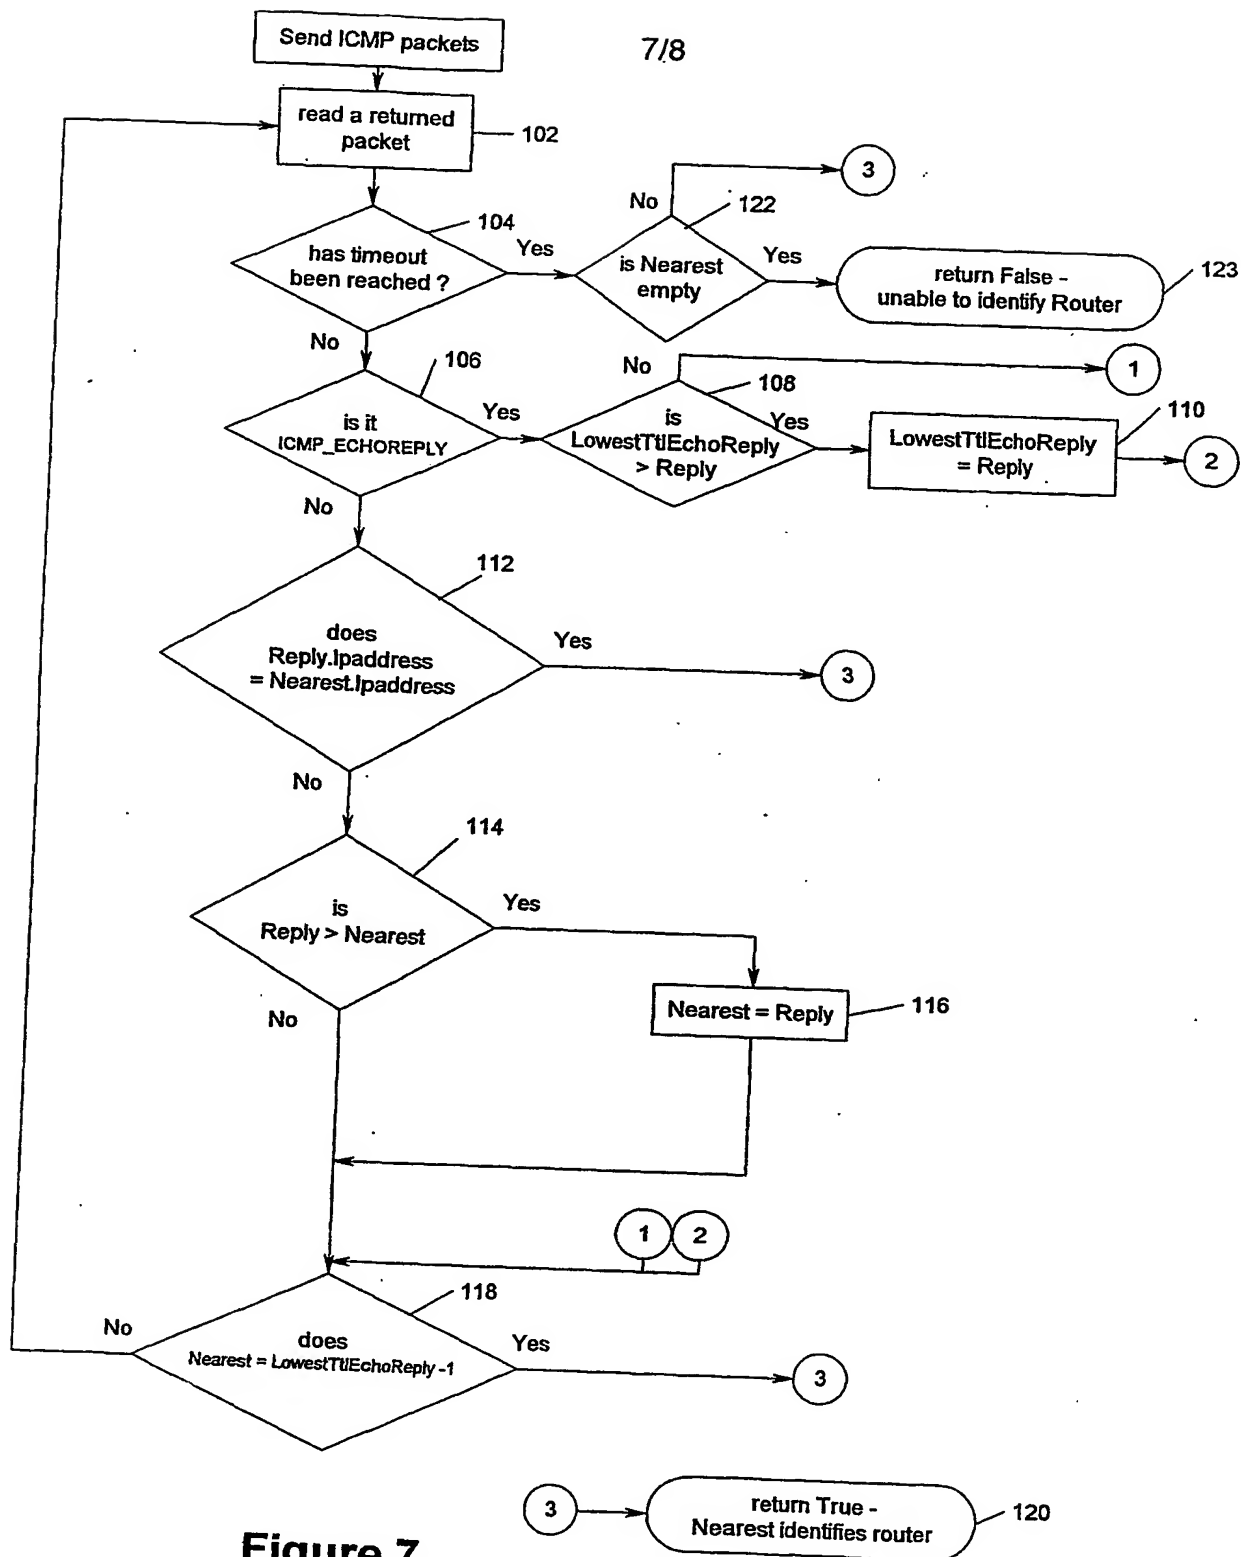 7/8
Send ICMP packets
read a returned
packet
102
3
No
122
104
Yes
has timeout
been reached ?
is Nearest
empty
Yes
return False -
unable to identify Router
123
No
106
No
1
108
is it
ICMP_ECHOREPLY
Yes
is
LowestTtlEchoReply
> Reply
Yes
LowestTtlEchoReply
= Reply
110
2
No
112
does
Reply.Ipaddress
= Nearest.Ipaddress
Yes
3
No
114
is
Reply > Nearest
Yes
Nearest = Reply
116
No
1
2
118
No
does
Nearest = LowestTtlEchoReply -1
Yes
3
3
return True -
Nearest identifies router
120
Figure 7